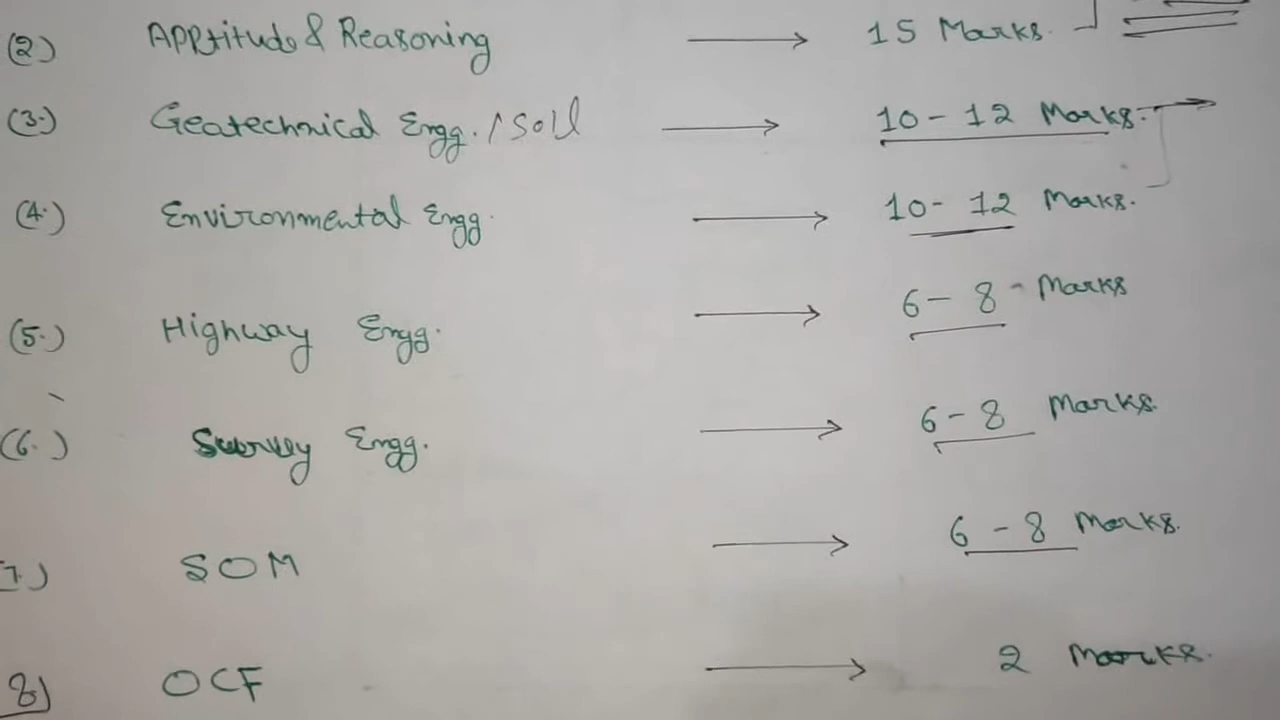 (2) APPtitude & Reasoning → 15 Marks.
(3.) Geatechnical Engg. / Soil → 10 - 12 Marks.
(4.) Environmental Engg. → 10 - 12 Marks.
(5.) Highway Engg. → 6 - 8 - Marks
(6.) Survey Engg. → 6 - 8 Marks.
7.) SOM → 6 - 8 Marks.
8) OCF → 2 Marks.